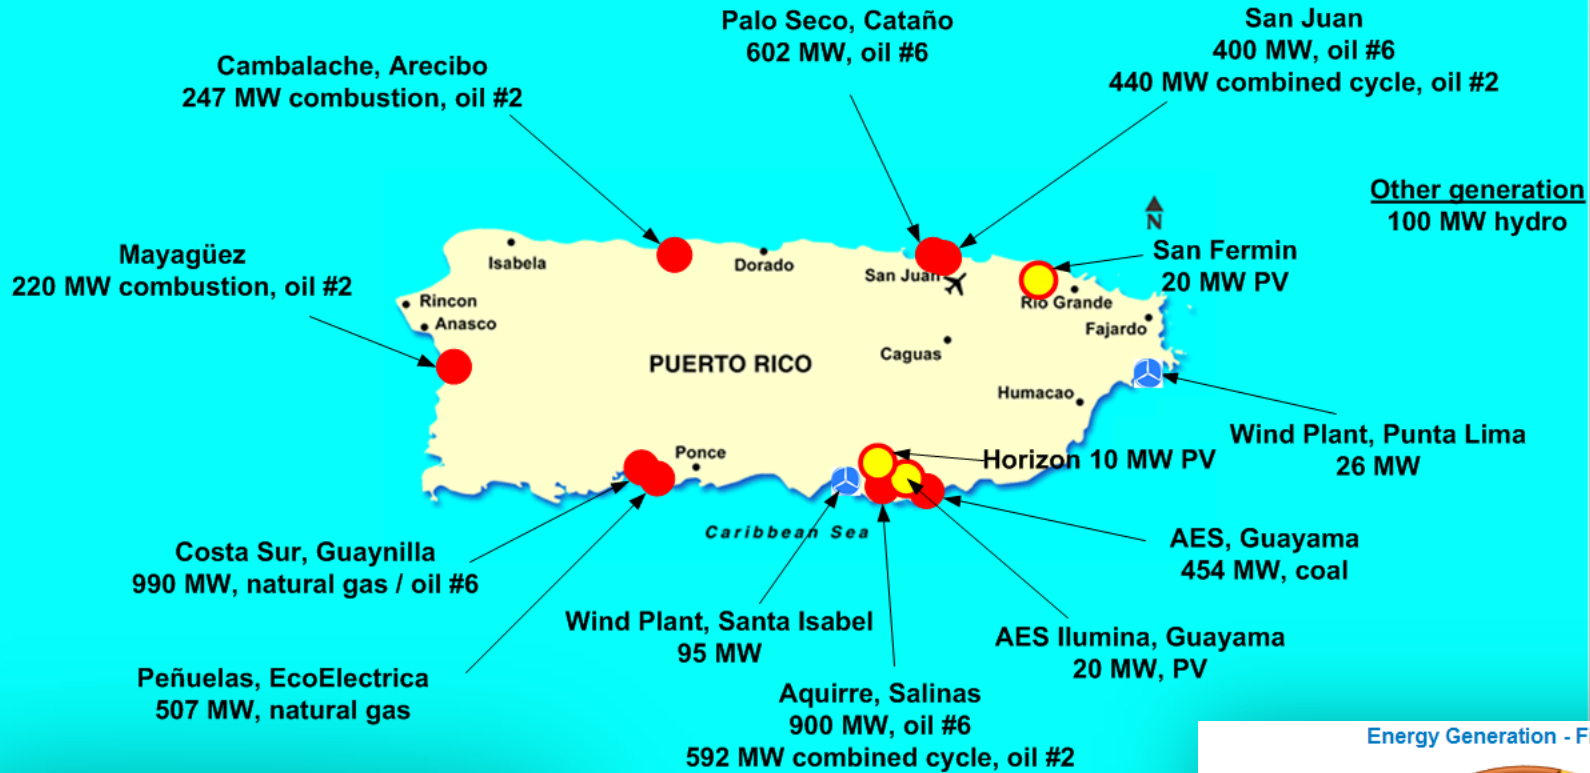 Palo Seco, Cataño
602 MW, oil #6
San Juan
400 MW, oil #6
440 MW combined cycle, oil #2
Cambalache, Arecibo
247 MW combustion, oil #2
Other generation
100 MW hydro
Mayagüez
220 MW combustion, oil #2
N
San Fermin
20 MW PV
Isabela
Dorado
San Juan
Rio Grande
Rincon
Anasco
Fajardo
PUERTO RICO
Caguas
Humacao
Wind Plant, Punta Lima
26 MW
Ponce
Horizon 10 MW PV
Caribbean Sea
Costa Sur, Guaynilla
990 MW, natural gas / oil #6
AES, Guayama
454 MW, coal
Wind Plant, Santa Isabel
95 MW
AES Ilumina, Guayama
20 MW, PV
Peñuelas, EcoElectrica
507 MW, natural gas
Aquirre, Salinas
900 MW, oil #6
592 MW combined cycle, oil #2
Energy Generation - F